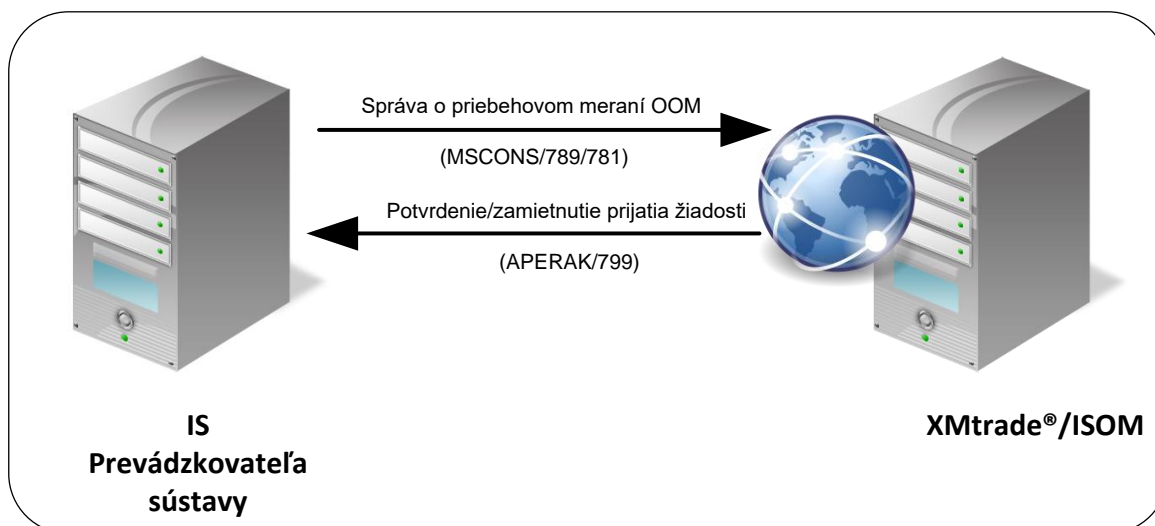 Správa o priebehovom meraní OOM
(MSCONS/789/781)
Potvrdenie/zamietnutie prijatia žiadosti
(APERAK/799)
IS
Prevádzkovateľa
sústavy
XMtrade®/ISOM